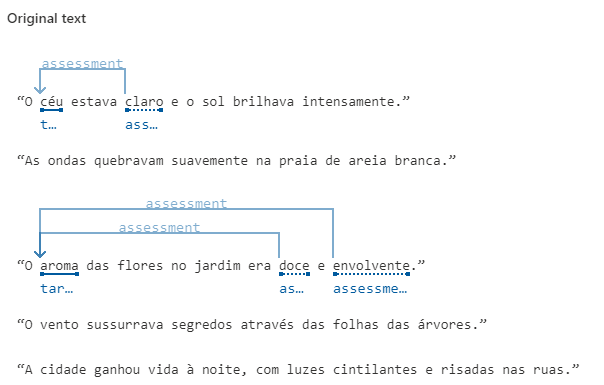 Original text
assessment
“O céu estava claro e o sol brilhava intensamente.”
t… ass…
“As ondas quebravam suavemente na praia de areia branca.”
assessment
assessment
“O aroma das flores no jardim era doce e envolvente.”
tar… as… assessme…
“O vento sussurrava segredos através das folhas das árvores.”
“A cidade ganhou vida à noite, com luzes cintilantes e risadas nas ruas.”